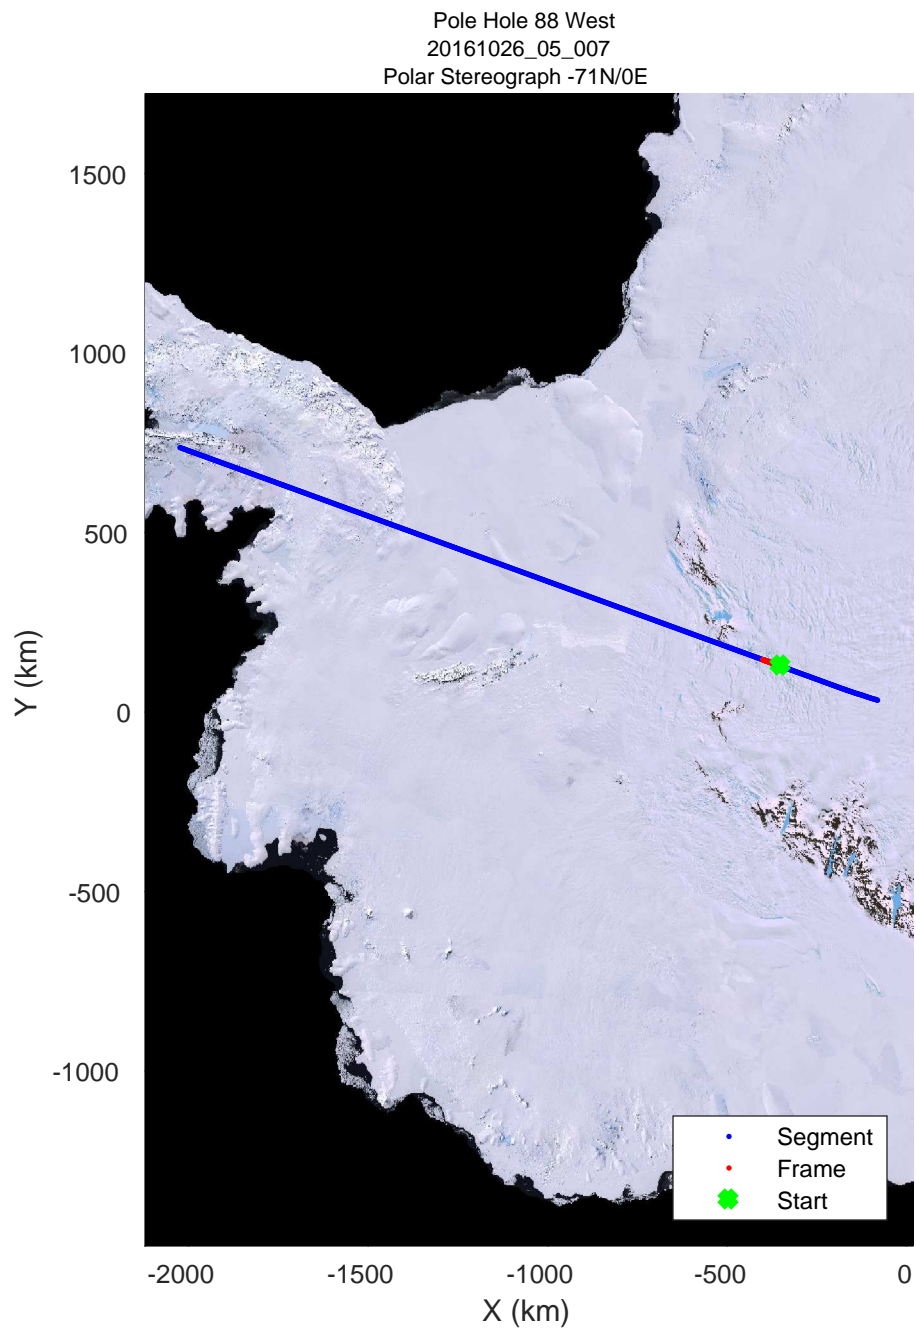 Pole Hole 88 West
20161026_05_007
Polar Stereograph -71N/0E
1500
1000
500
0
-500
-1000
Y (km)
-2000
-1500
-1000
-500
0
X (km)
Segment
Frame
Start